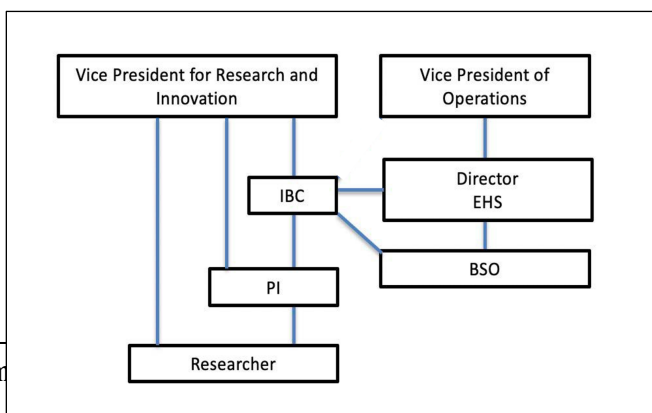 Vice President for Research and
Innovation
Vice President of
Operations
IBC
Director
EHS
BSO
PI
Researcher